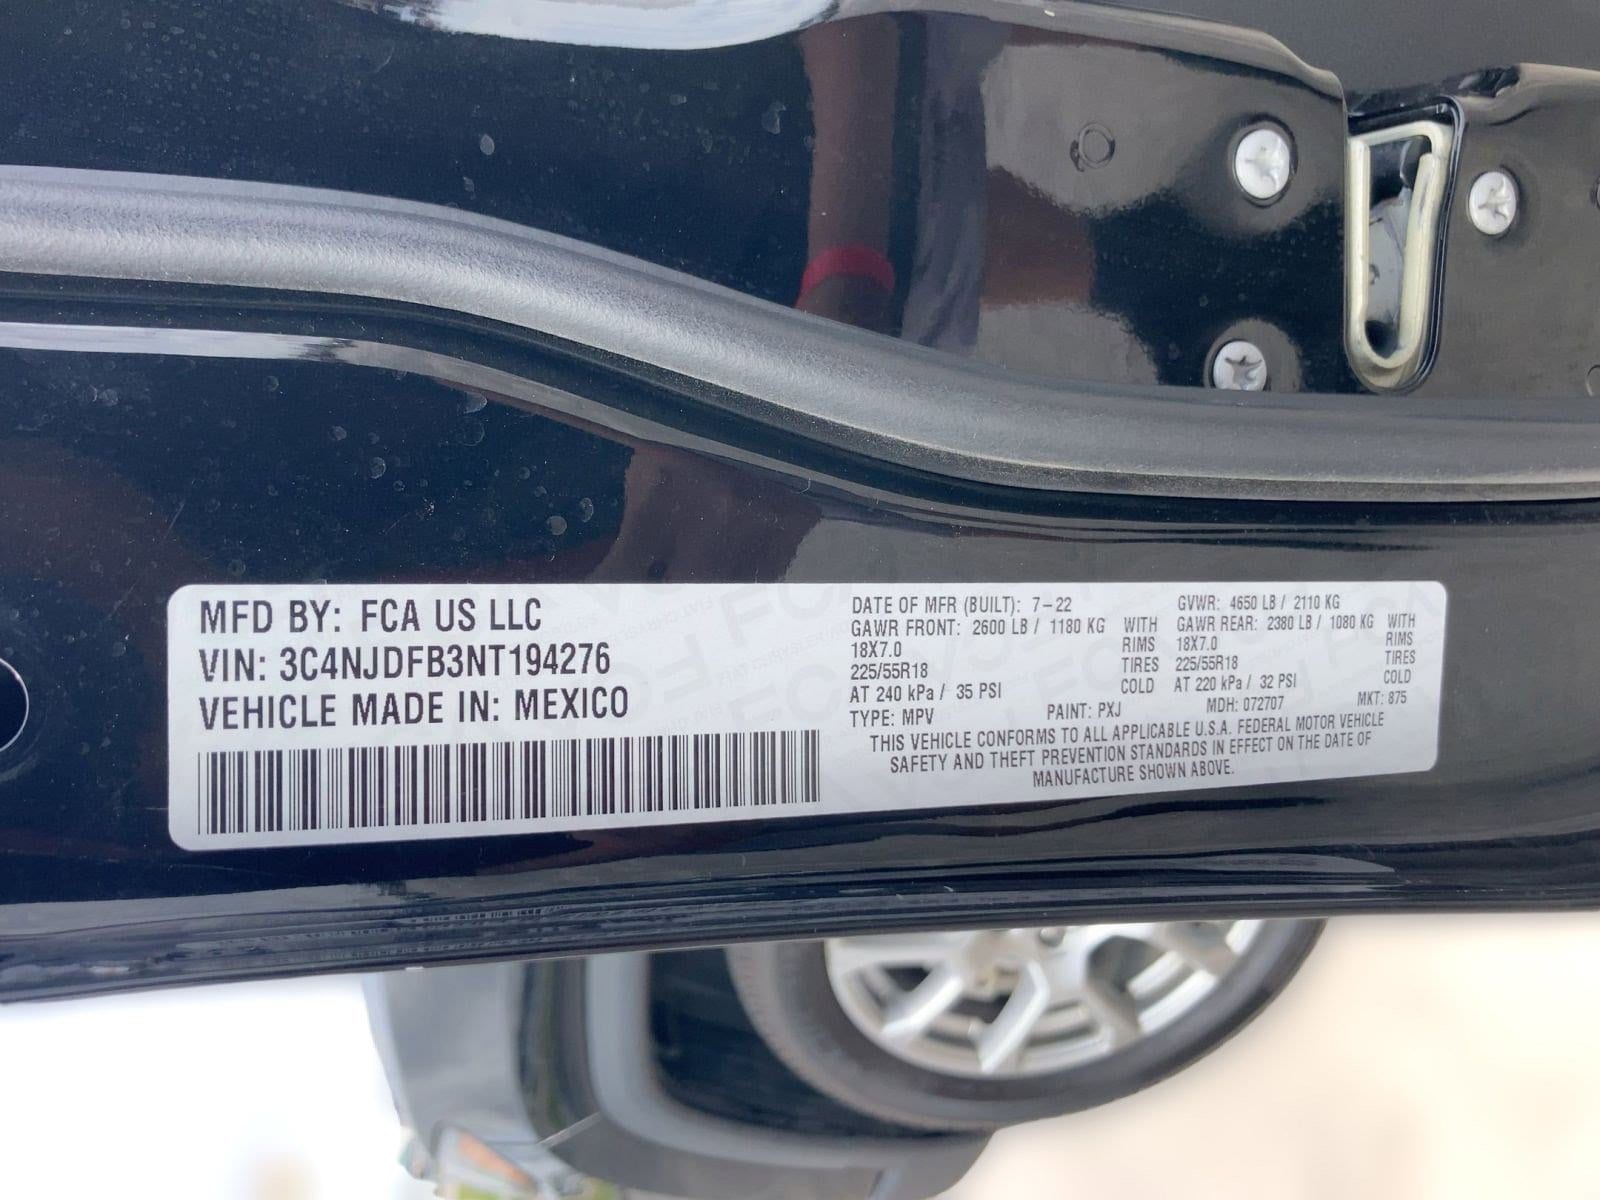 MFD BY: FCA US LLC
VIN: 3C4NJDFB3NT194276
VEHICLE MADE IN: MEXICO
DATE OF MFR (BUILT): 7-22 GVWR: 4650 LB / 2110 KG
GAWR FRONT: 2600 LB / 1180 KG WITH GAWR REAR: 2380 LB / 1080 KG WITH
18X7.0 RIMS 18X7.0 RIMS
225/55R18 TIRES 225/55R18 TIRES
AT 240 kPa / 35 PSI COLD AT 220 kPa / 32 PSI COLD
TYPE: MPV PAINT: PXJ MDH: 072707 MKT: 875
THIS VEHICLE CONFORMS TO ALL APPLICABLE U.S.A. FEDERAL MOTOR VEHICLE
SAFETY AND THEFT PREVENTION STANDARDS IN EFFECT ON THE DATE OF
MANUFACTURE SHOWN ABOVE.